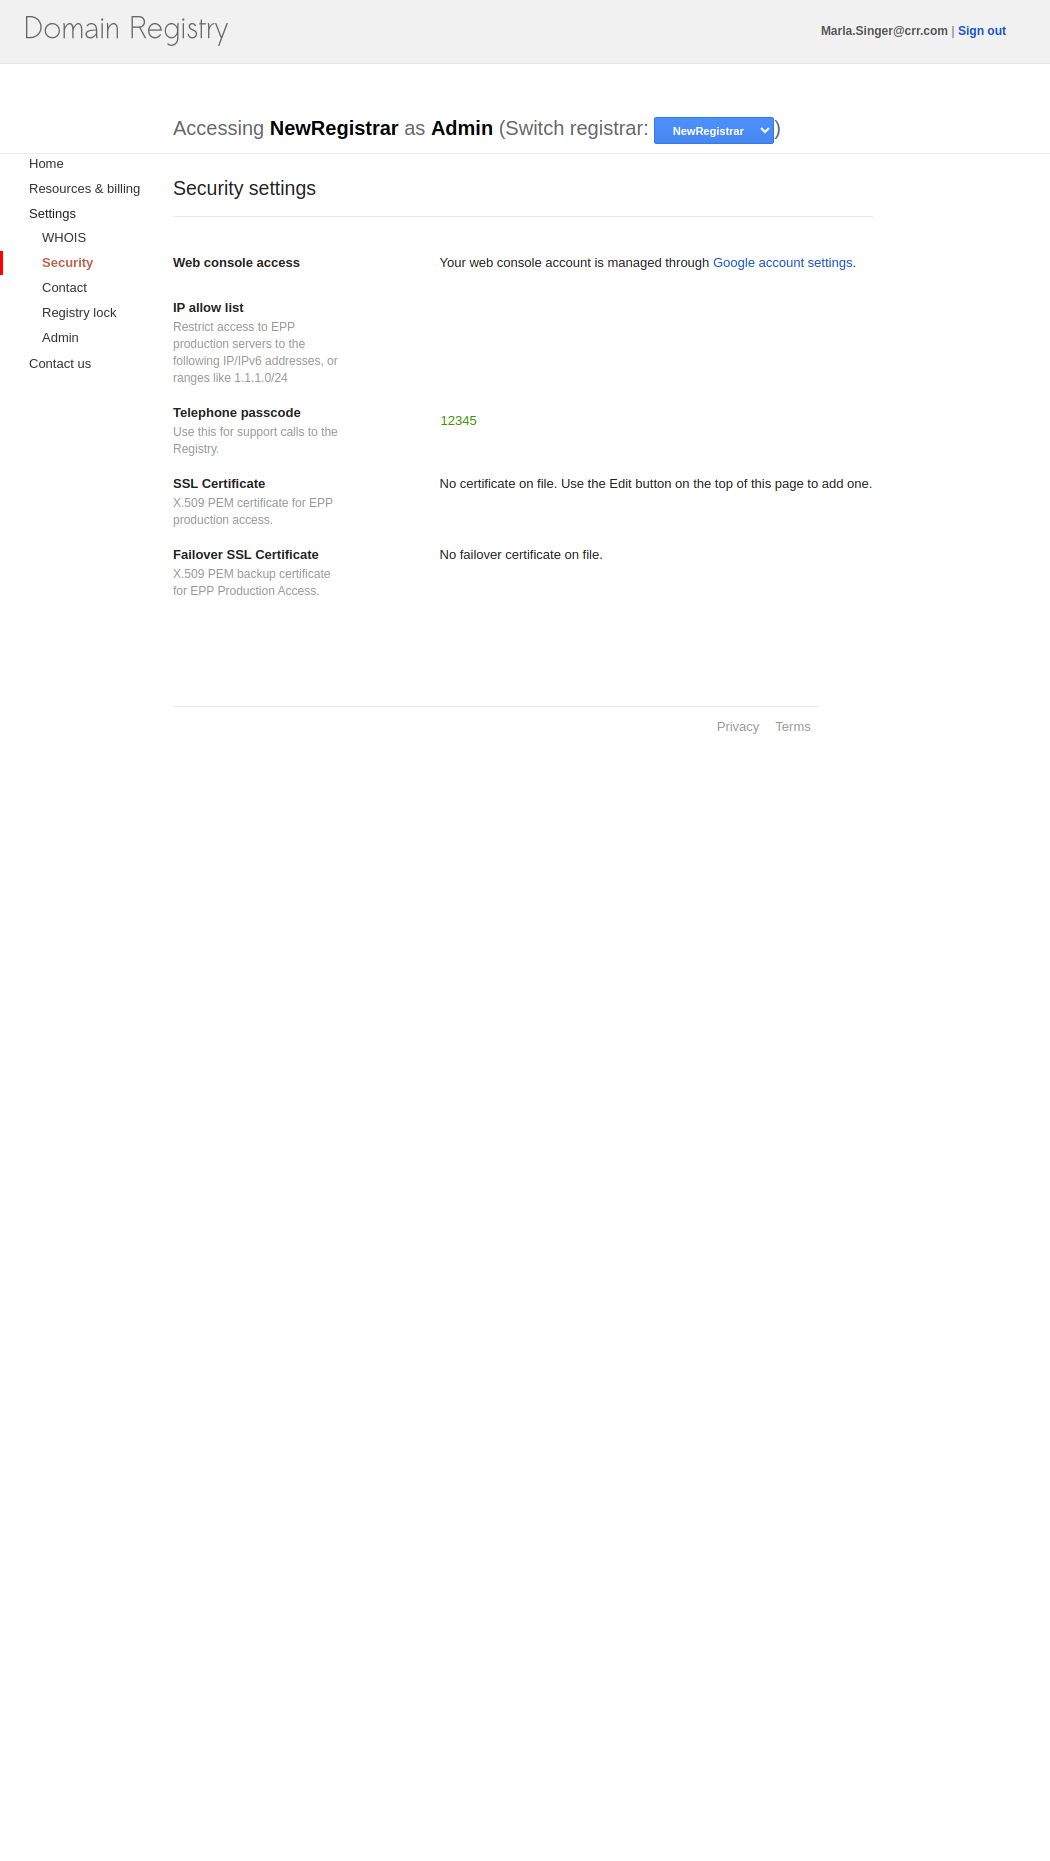 Domain Registry
Marla.Singer@crr.com | Sign out
Accessing NewRegistrar as Admin (Switch registrar: NewRegistrar)
Home
Resources & billing
Settings
WHOIS
Security
Contact
Registry lock
Admin
Contact us
Security settings
Web console access
Your web console account is managed through Google account settings.
IP allow list
Restrict access to EPP
production servers to the
following IP/IPv6 addresses, or
ranges like 1.1.1.0/24
Telephone passcode
Use this for support calls to the
Registry.
12345
SSL Certificate
X.509 PEM certificate for EPP
production access.
No certificate on file. Use the Edit button on the top of this page to add one.
Failover SSL Certificate
X.509 PEM backup certificate
for EPP Production Access.
No failover certificate on file.
Privacy Terms